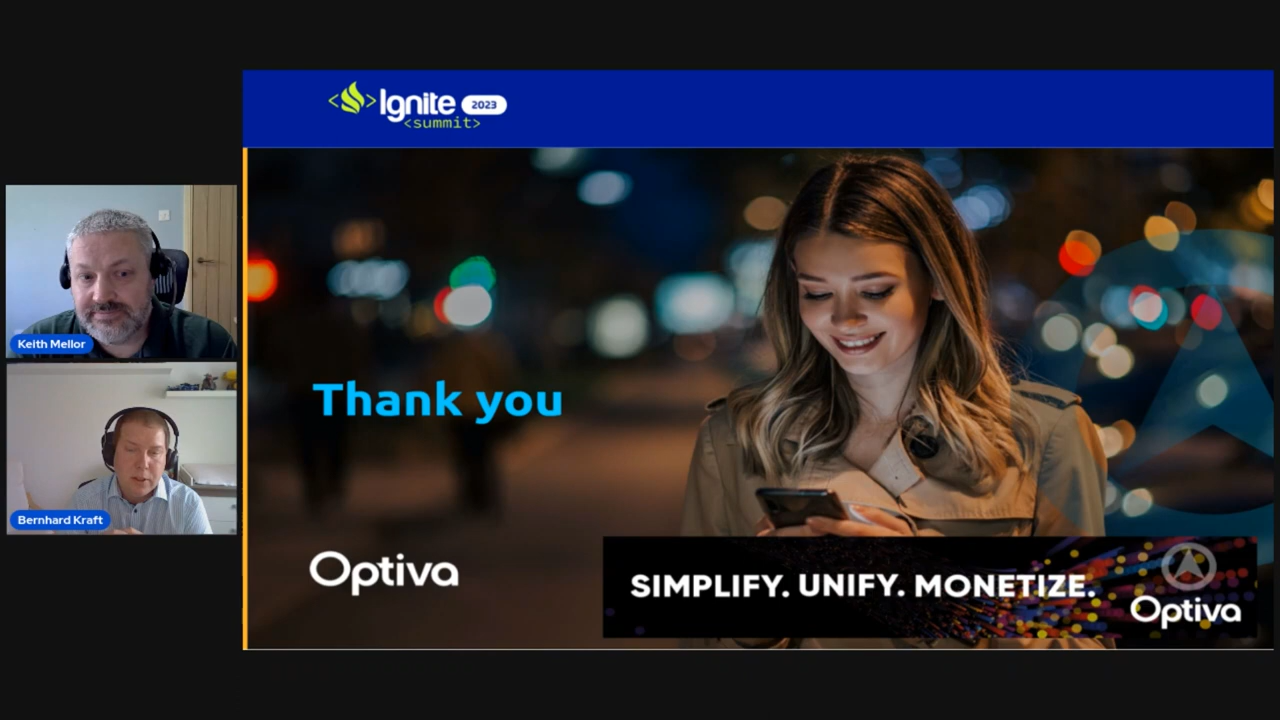 <Ignite 2023
<summit>
Keith Mellor
Bernhard Kraft
Thank you
Optiva
SIMPLIFY. UNIFY. MONETIZE.
Optiva